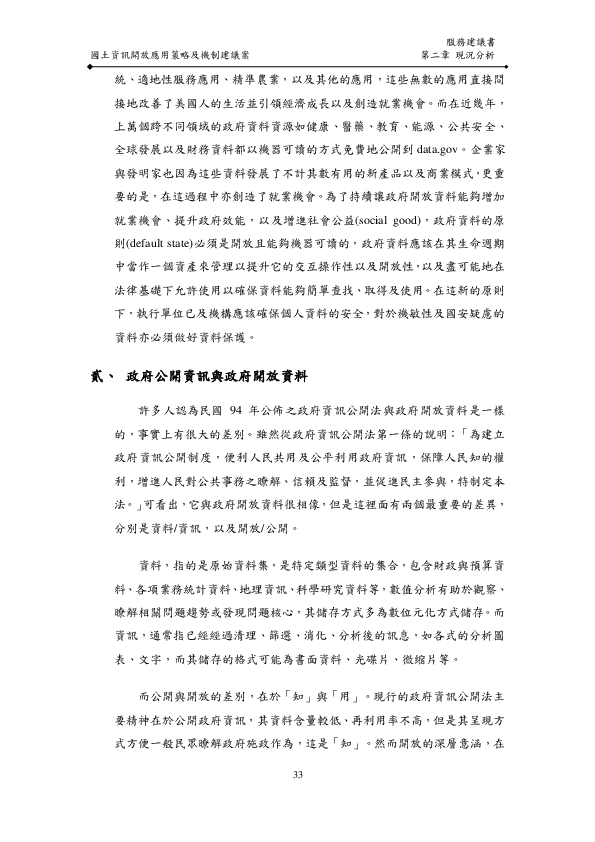 服務建議書
國土資訊開放應用策略及機制建議案 第二章 現況分析
統、適地性服務應用、精準農業，以及其他的應用，這些無數的應用直接間
接地改善了美國人的生活並引領經濟成長以及創造就業機會。而在近幾年，
上萬個跨不同領域的政府資料資源如健康、醫藥、教育、能源、公共安全、
全球發展以及財務資料都以機器可讀的方式免費地公開到 data.gov。企業家
與發明家也因為這些資料發展了不計其數有用的新產品以及商業模式，更重
要的是，在這過程中亦創造了就業機會。為了持續讓政府開放資料能夠增加
就業機會、提升政府效能，以及增進社會公益(social good)，政府資料的原
則(default state)必須是開放且能夠機器可讀的，政府資料應該在其生命週期
中當作一個資產來管理以提升它的交互操作性以及開放性，以及盡可能地在
法律基礎下允許使用以確保資料能夠簡單查找、取得及使用。在這新的原則
下，執行單位已及機構應該確保個人資料的安全，對於機敏性及國安疑慮的
資料亦必須做好資料保護。
貳、 政府公開資訊與政府開放資料
許多人認為民國 94 年公佈之政府資訊公開法與政府開放資料是一樣
的，事實上有很大的差別。雖然從政府資訊公開法第一條的說明：「為建立
政府資訊公開制度，便利人民共用及公平利用政府資訊，保障人民知的權
利，增進人民對公共事務之瞭解、信賴及監督，並促進民主參與，特制定本
法。」可看出，它與政府開放資料很相像，但是這裡面有兩個最重要的差異，
分別是資料/資訊，以及開放/公開。
資料，指的是原始資料集，是特定類型資料的集合，包含財政與預算資
料、各項業務統計資料、地理資訊、科學研究資料等，數值分析有助於觀察、
瞭解相關問題趨勢或發現問題核心，其儲存方式多為數位元化方式儲存。而
資訊，通常指已經經過清理、篩選、消化、分析後的訊息，如各式的分析圖
表、文字，而其儲存的格式可能為書面資料、光碟片、微縮片等。
而公開與開放的差別，在於「知」與「用」。現行的政府資訊公開法主
要精神在於公開政府資訊，其資料含量較低、再利用率不高，但是其呈現方
式方便一般民眾瞭解政府施政作為，這是「知」。然而開放的深層意涵，在
33